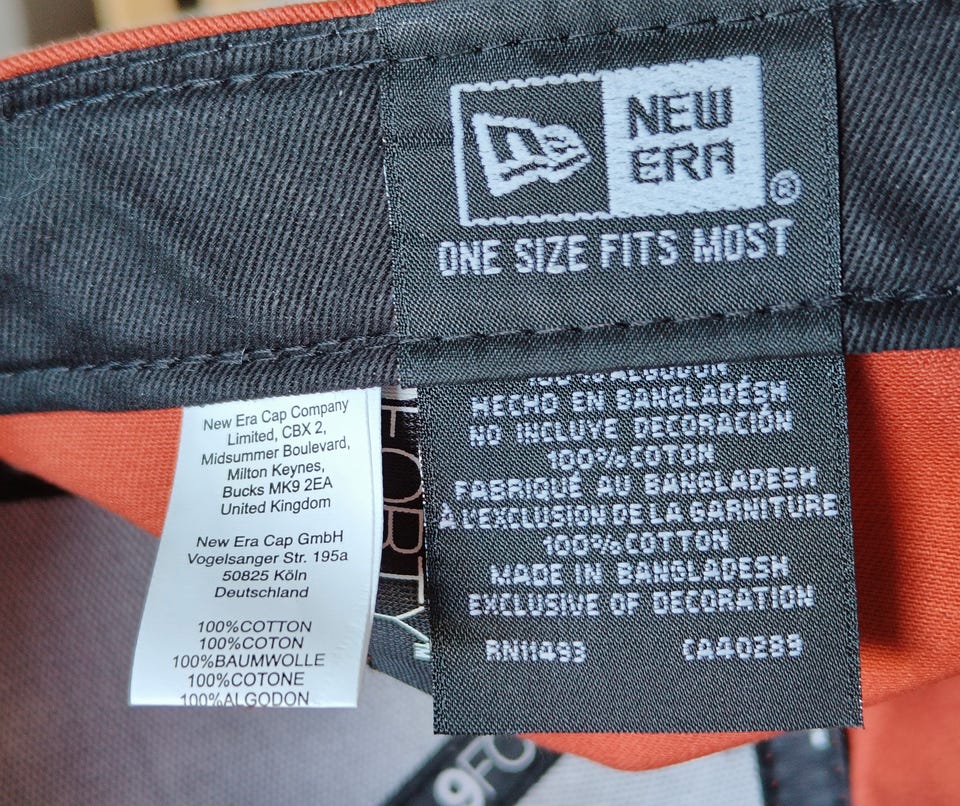 NEW
ERA
®
ONE SIZE FITS MOST
HECHO EN BANGLADÉSH
NO INCLUYE DECORACIÓN
100%COTON
FABRIQUÉ AU BANGLADESH
À L'EXCLUSION DE LA GARNITURE
100%COTTON
MADE IN BANGLADESH
EXCLUSIVE OF DECORATION
RN11493 CA40289
New Era Cap Company
Limited, CBX 2,
Midsummer Boulevard,
Milton Keynes,
Bucks MK9 2EA
United Kingdom
New Era Cap GmbH
Vogelsanger Str. 195a
50825 Köln
Deutschland
100%COTTON
100%COTON
100%BAUMWOLLE
100%COTONE
100%ALGODON
FORTY
9FO